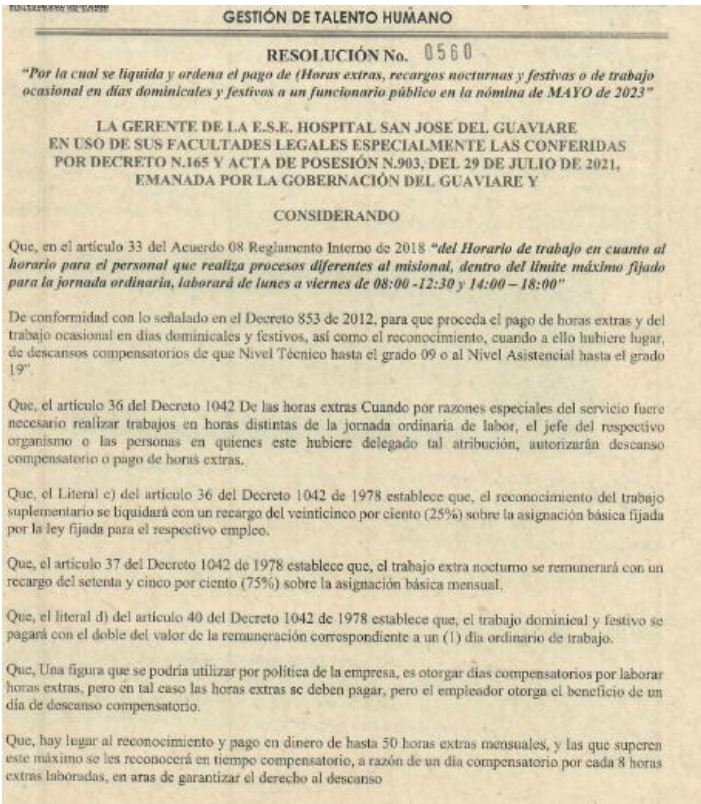 GESTIÓN DE TALENTO HUMANO
RESOLUCIÓN No. 0560
“Por la cual se liquida y ordena el pago de (Horas extras, recargos nocturnas y festivas o de trabajo
ocasional en días dominicales y festivos a un funcionario público en la nómina de MAYO de 2023”
LA GERENTE DE LA E.S.E. HOSPITAL SAN JOSE DEL GUAVIARE
EN USO DE SUS FACULTADES LEGALES ESPECIALMENTE LAS CONFERIDAS
POR DECRETO N.165 Y ACTA DE POSESIÓN N.903, DEL 29 DE JULIO DE 2021,
EMANADA POR LA GOBERNACIÓN DEL GUAVIARE Y
CONSIDERANDO
Que, en el artículo 33 del Acuerdo 08 Reglamento Interno de 2018 “del Horario de trabajo en cuanto al
horario para el personal que realiza procesos diferentes al misional, dentro del límite máximo fijado
para la jornada ordinaria, laborará de lunes a viernes de 08:00 -12:30 y 14:00 – 18:00”
De conformidad con lo señalado en el Decreto 853 de 2012, para que proceda el pago de horas extras y del
trabajo ocasional en días dominicales y festivos, así como el reconocimiento, cuando a ello hubiere lugar,
de descansos compensatorios de que Nivel Técnico hasta el grado 09 o al Nivel Asistencial hasta el grado
19”.
Que, el artículo 36 del Decreto 1042 De las horas extras Cuando por razones especiales del servicio fuere
necesario realizar trabajos en horas distintas de la jornada ordinaria de labor, el jefe del respectivo
organismo o las personas en quienes este hubiere delegado tal atribución, autorizarán descanso
compensatorio o pago de horas extras.
Que, el Literal c) del artículo 36 del Decreto 1042 de 1978 establece que, el reconocimiento del trabajo
suplementario se liquidará con un recargo del veinticinco por ciento (25%) sobre la asignación básica fijada
por la ley fijada para el respectivo empleo.
Que, el artículo 37 del Decreto 1042 de 1978 establece que, el trabajo extra nocturno se remunerará con un
recargo del setenta y cinco por ciento (75%) sobre la asignación básica mensual.
Que, el literal d) del artículo 40 del Decreto 1042 de 1978 establece que, el trabajo dominical y festivo se
pagará con el doble del valor de la remuneración correspondiente a un (1) día ordinario de trabajo.
Que, Una figura que se podría utilizar por política de la empresa, es otorgar días compensatorios por laborar
horas extras, pero en tal caso las horas extras se deben pagar, pero el empleador otorga el beneficio de un
día de descanso compensatorio.
Que, hay lugar al reconocimiento y pago en dinero de hasta 50 horas extras mensuales, y las que superen
este máximo se les reconocerá en tiempo compensatorio, a razón de un día compensatorio por cada 8 horas
extras laboradas, en aras de garantizar el derecho al descanso